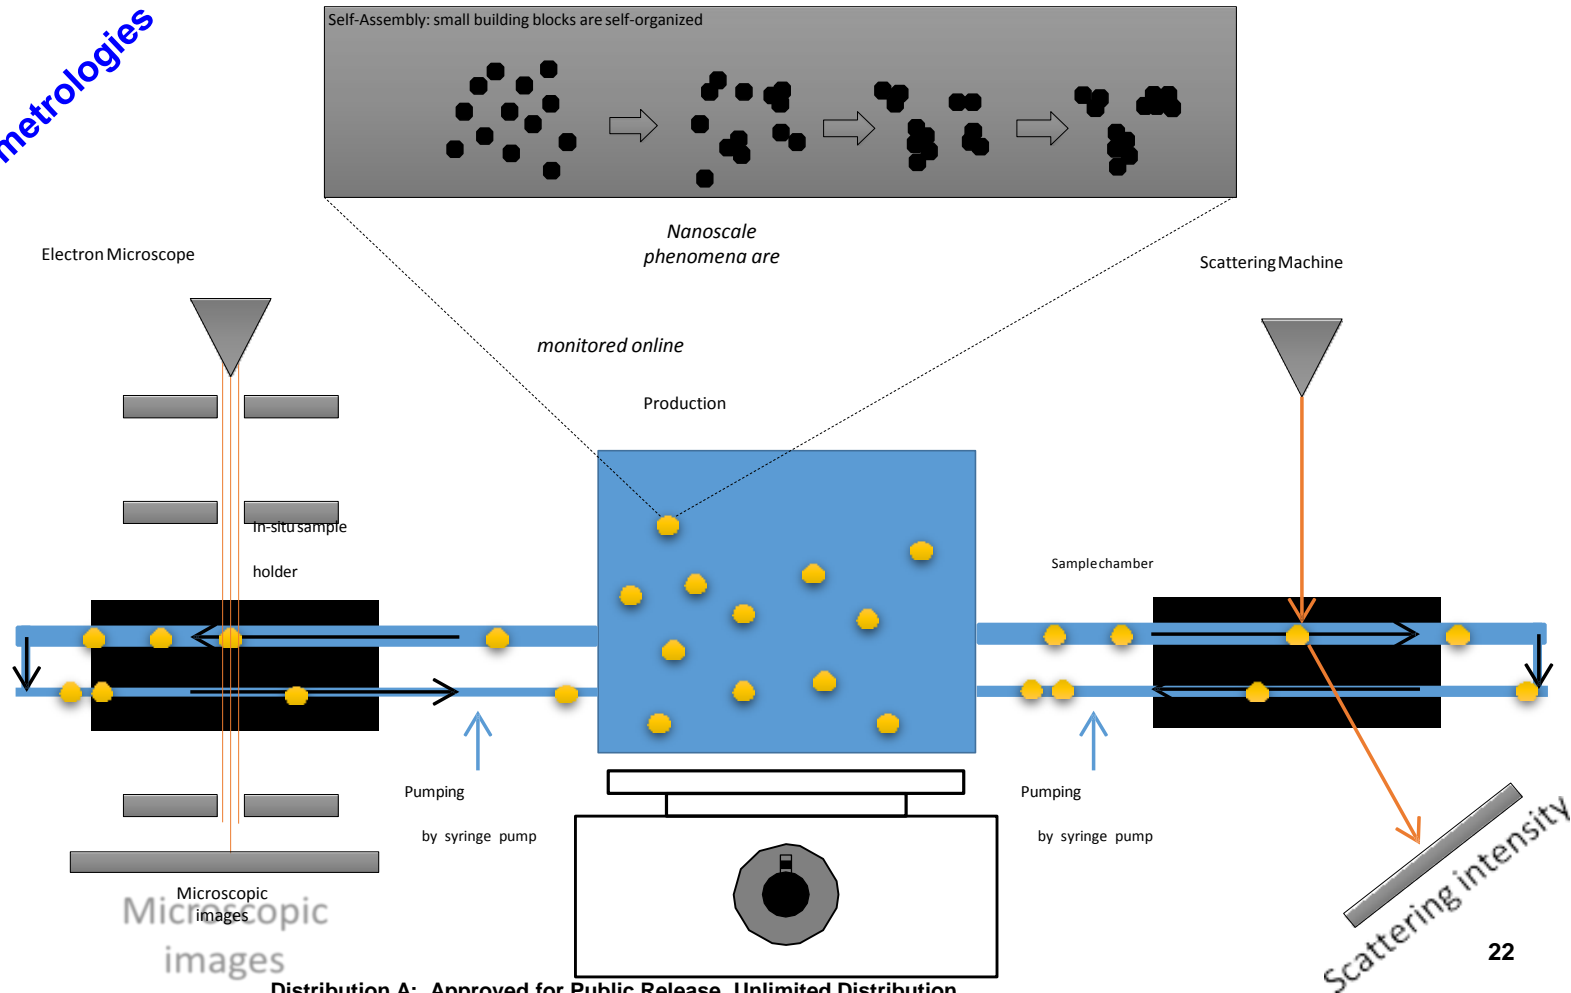 metrologies
Self-Assembly: small building blocks are self-organized
Nanoscale
phenomena are
Electron Microscope
Scattering Machine
monitored online
Production
In-situ sample
holder
Sample chamber
Pumping
by syringe pump
Pumping
by syringe pump
Microscopic
images
Microscopic
images
Scattering intensity
22
Distribution A: Approved for Public Release, Unlimited Distribution